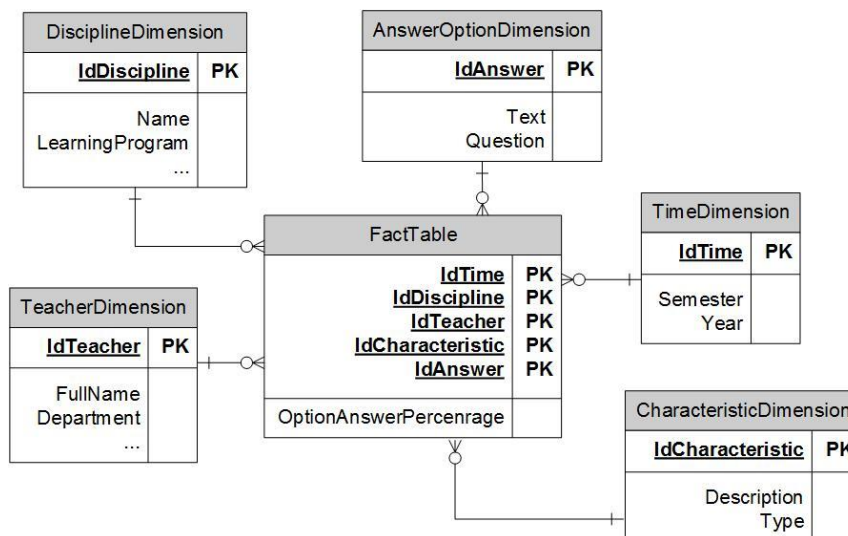 DisciplineDimension
IdDiscipline PK
Name
LearningProgram
...
AnswerOptionDimension
IdAnswer PK
Text
Question
TimeDimension
IdTime PK
Semester
Year
FactTable
IdTime PK
IdDiscipline PK
IdTeacher PK
IdCharacteristic PK
IdAnswer PK
OptionAnswerPercenrage
TeacherDimension
IdTeacher PK
FullName
Department
...
CharacteristicDimension
IdCharacteristic PK
Description
Type